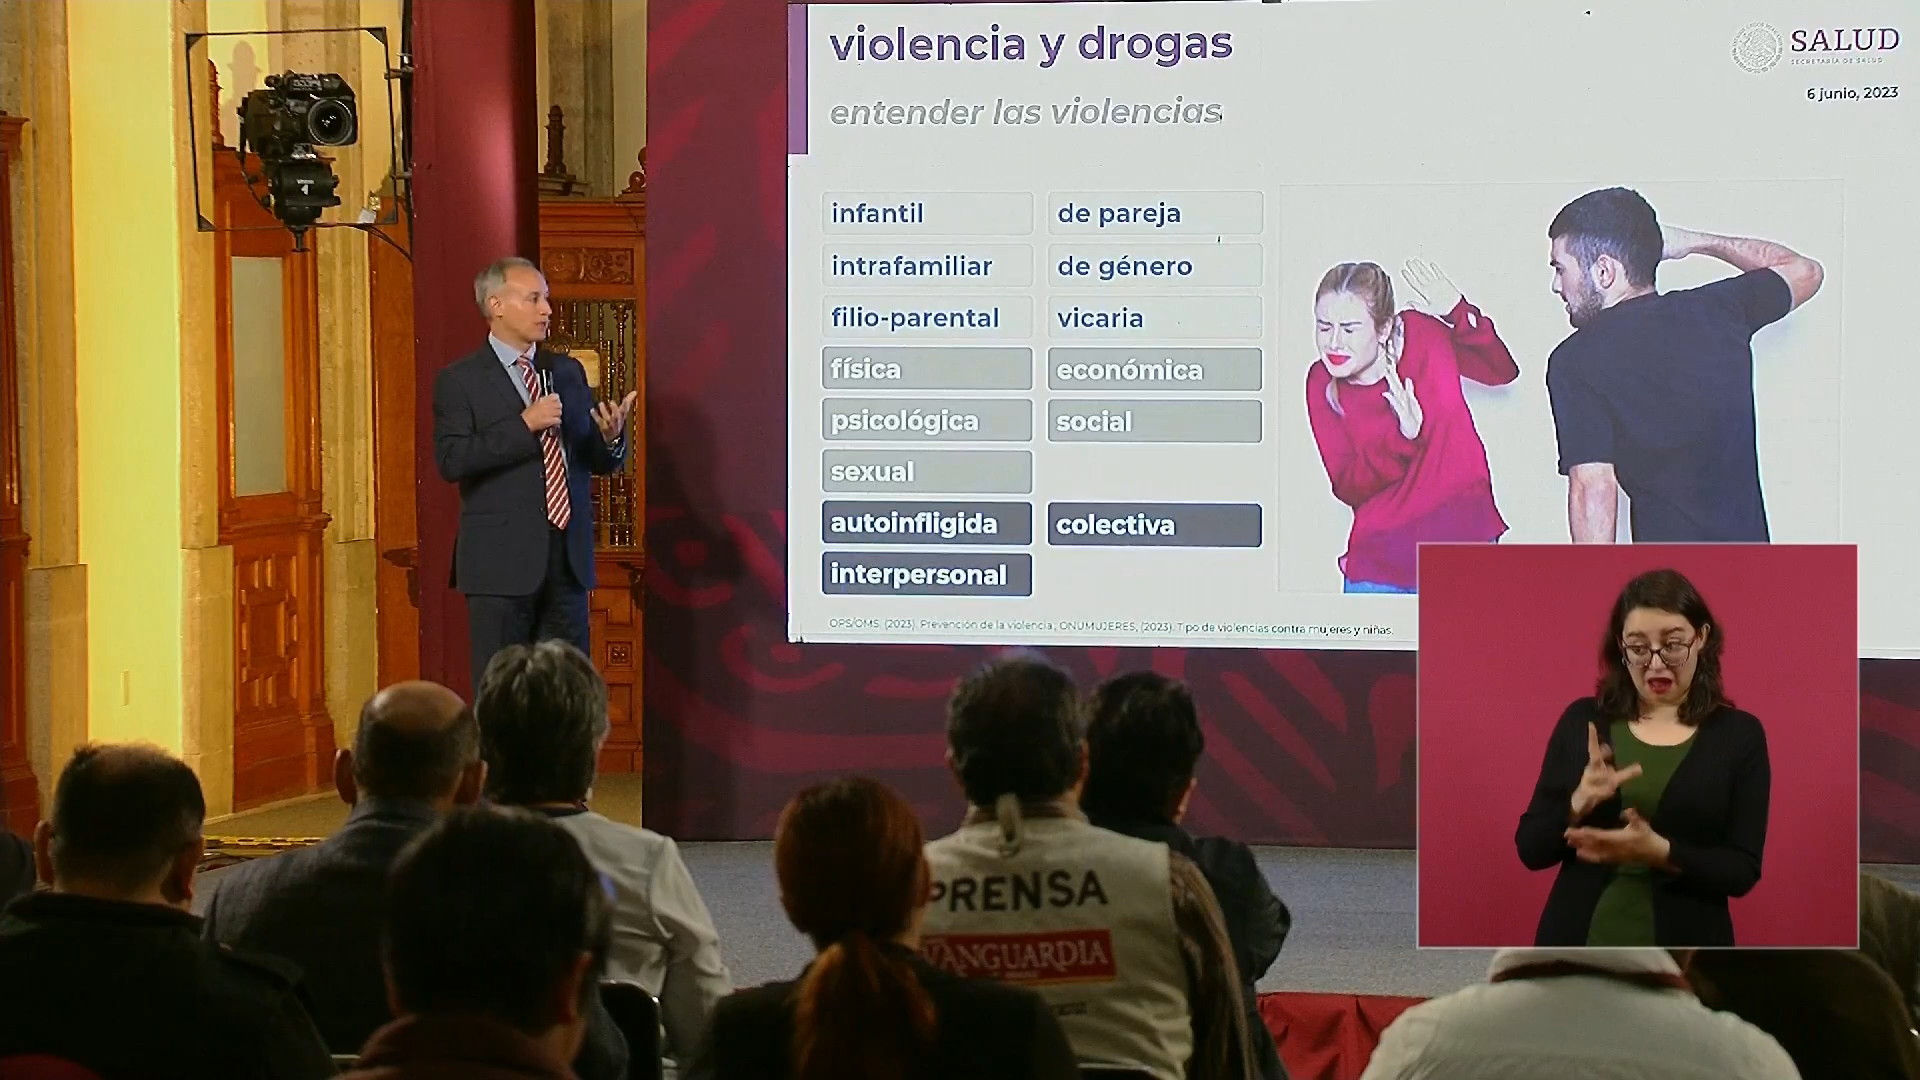 violencia y drogas
entender las violencias
SALUD
SECRETARÍA DE SALUD
6 junio, 2023
infantil
de pareja
intrafamiliar
de género
filio-parental
vicaria
física
económica
psicológica
social
sexual
autoinfligida
colectiva
interpersonal
OPS/OMS, (2023). Prevención de la violencia; ONUMUJERES, (2023). Tipo de violencias contra mujeres y niñas.
PRENSA
VANGUARDIA
4